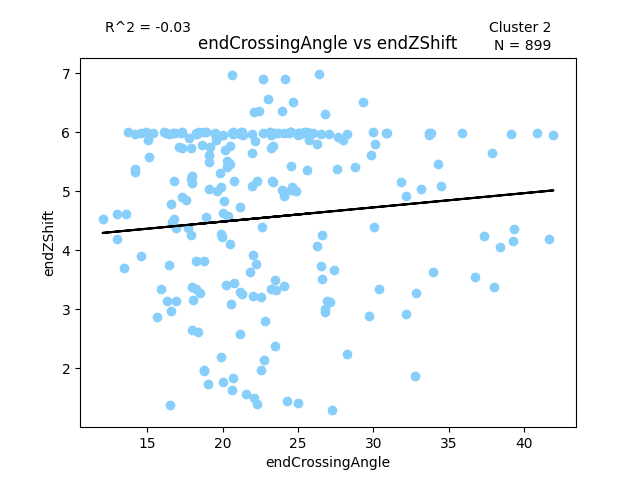 R^2 = -0.03
Cluster 2
N = 899
endCrossingAngle vs endZShift
7
6
5
4
3
2
endZShift
15 20 25 30 35 40
endCrossingAngle